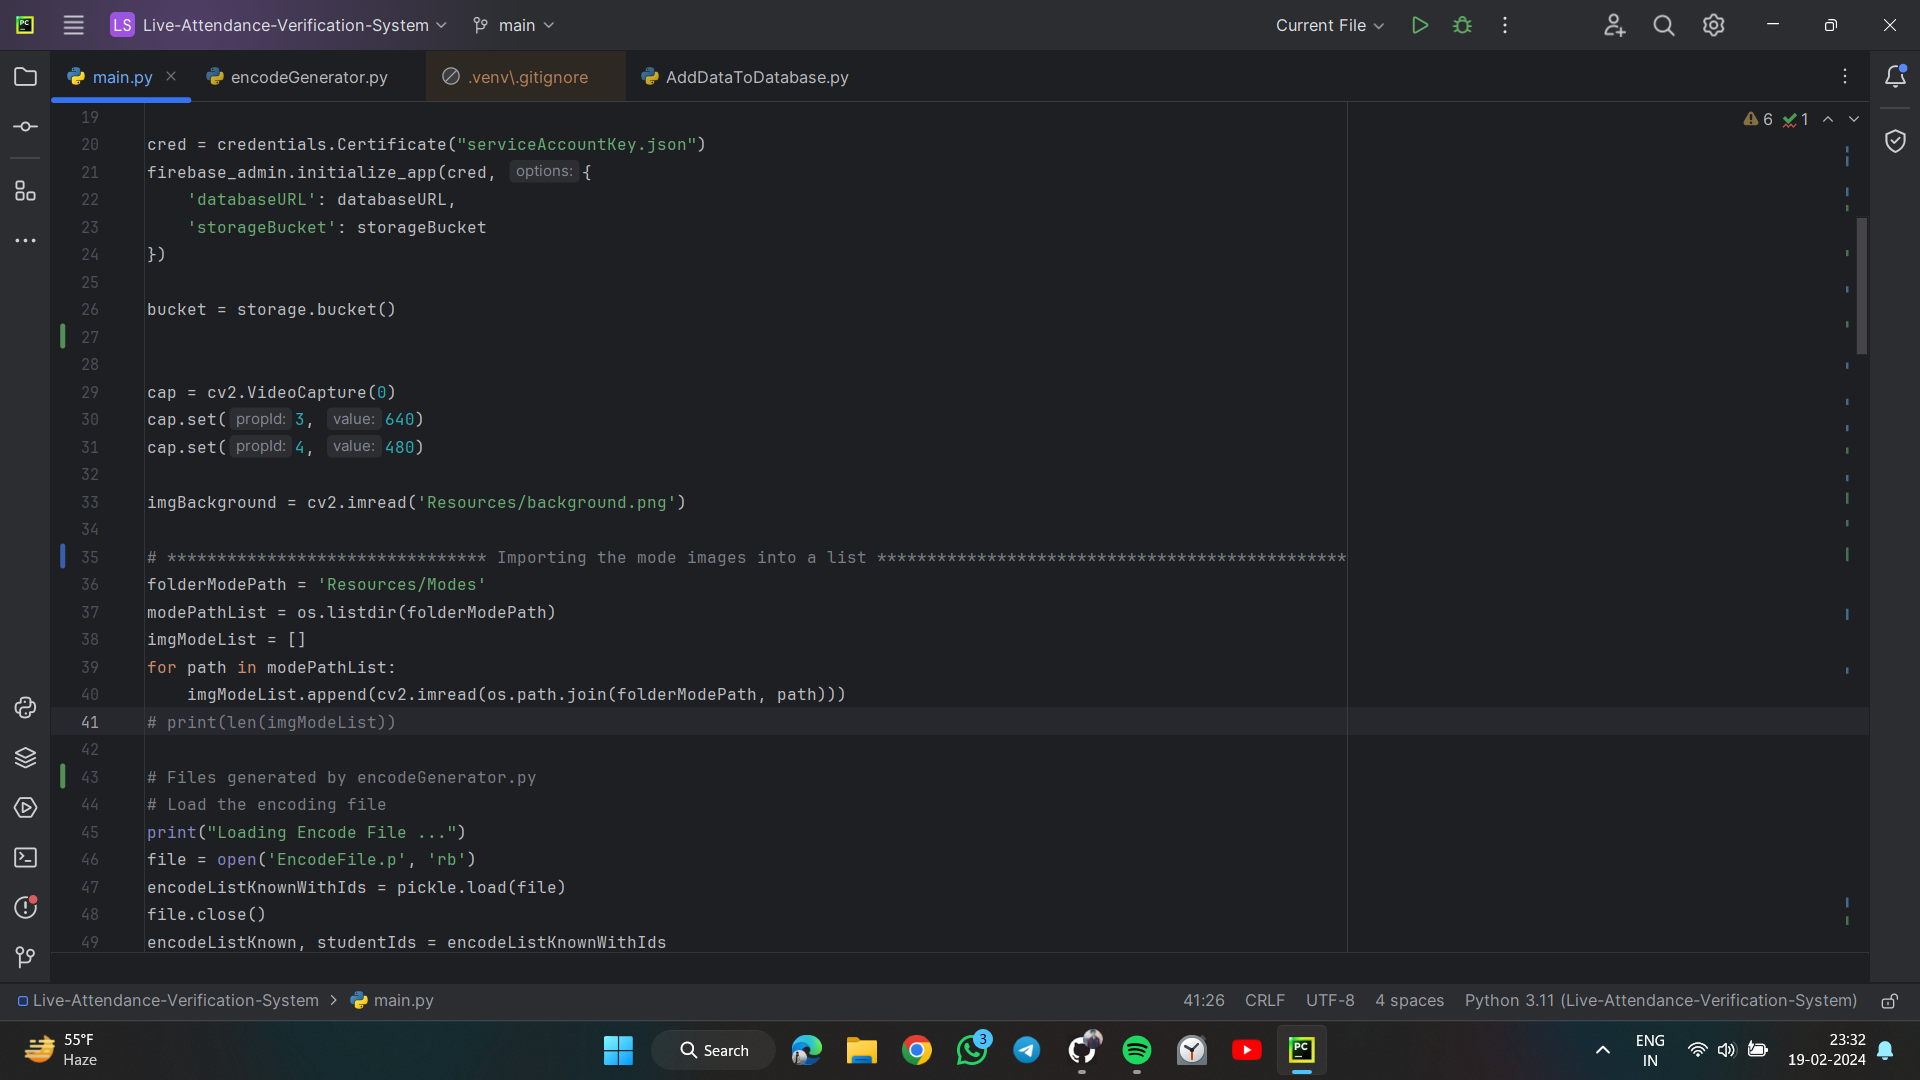 LS Live-Attendance-Verification-System main Current File
main.py encodeGenerator.py .venv\.gitignore AddDataToDatabase.py
6 1
19
20 cred = credentials.Certificate("serviceAccountKey.json")
21 firebase_admin.initialize_app(cred, options: {
22 'databaseURL': databaseURL,
23 'storageBucket': storageBucket
24 })
25
26 bucket = storage.bucket()
27
28
29 cap = cv2.VideoCapture(0)
30 cap.set( propId: 3, value: 640)
31 cap.set( propId: 4, value: 480)
32
33 imgBackground = cv2.imread('Resources/background.png')
34
35 # ******************************** Importing the mode images into a list ***********************************************
36 folderModePath = 'Resources/Modes'
37 modePathList = os.listdir(folderModePath)
38 imgModeList = []
39 for path in modePathList:
40 imgModeList.append(cv2.imread(os.path.join(folderModePath, path)))
41 # print(len(imgModeList))
42
43 # Files generated by encodeGenerator.py
44 # Load the encoding file
45 print("Loading Encode File ...")
46 file = open('EncodeFile.p', 'rb')
47 encodeListKnownWithIds = pickle.load(file)
48 file.close()
49 encodeListKnown, studentIds = encodeListKnownWithIds
Live-Attendance-Verification-System > main.py 41:26 CRLF UTF-8 4 spaces Python 3.11 (Live-Attendance-Verification-System)
55°F
Haze
Search
3
PC
ENG
IN
23:32
19-02-2024